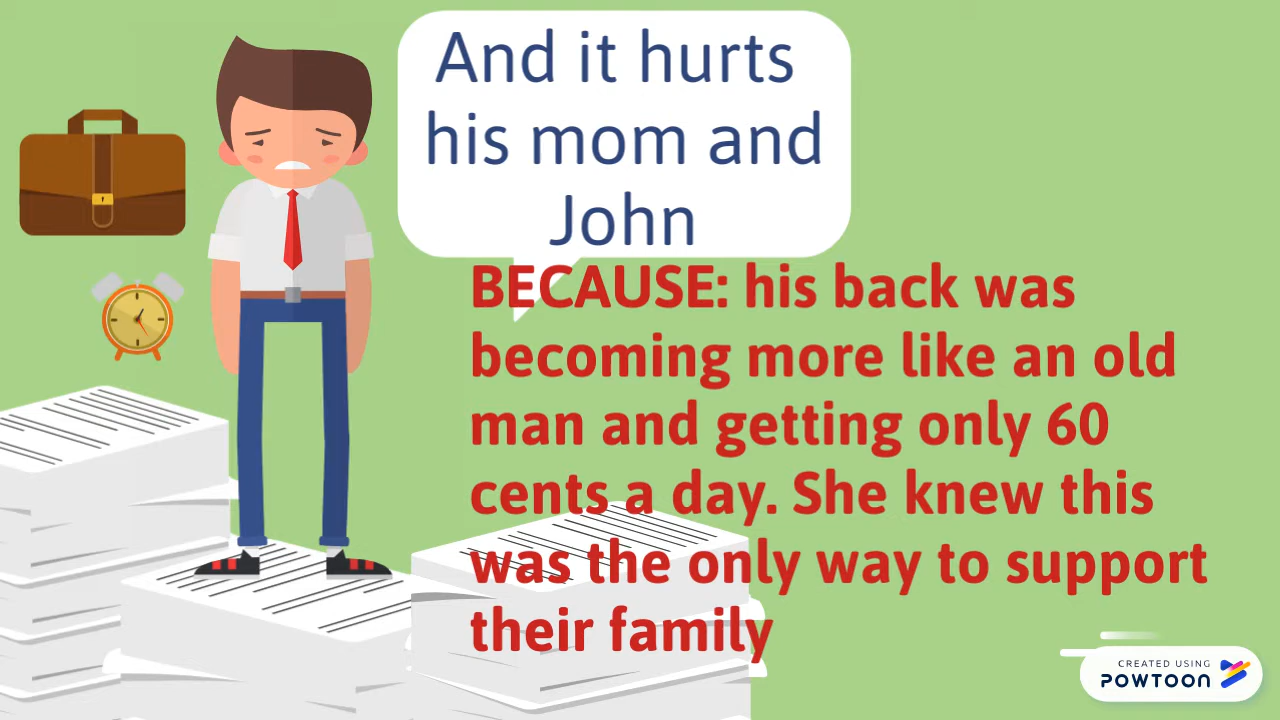 And it hurts
his mom and
John
BECAUSE: his back was
becoming more like an old
man and getting only 60
cents a day. She knew this
was the only way to support
their family
CREATED USING
POWTOON